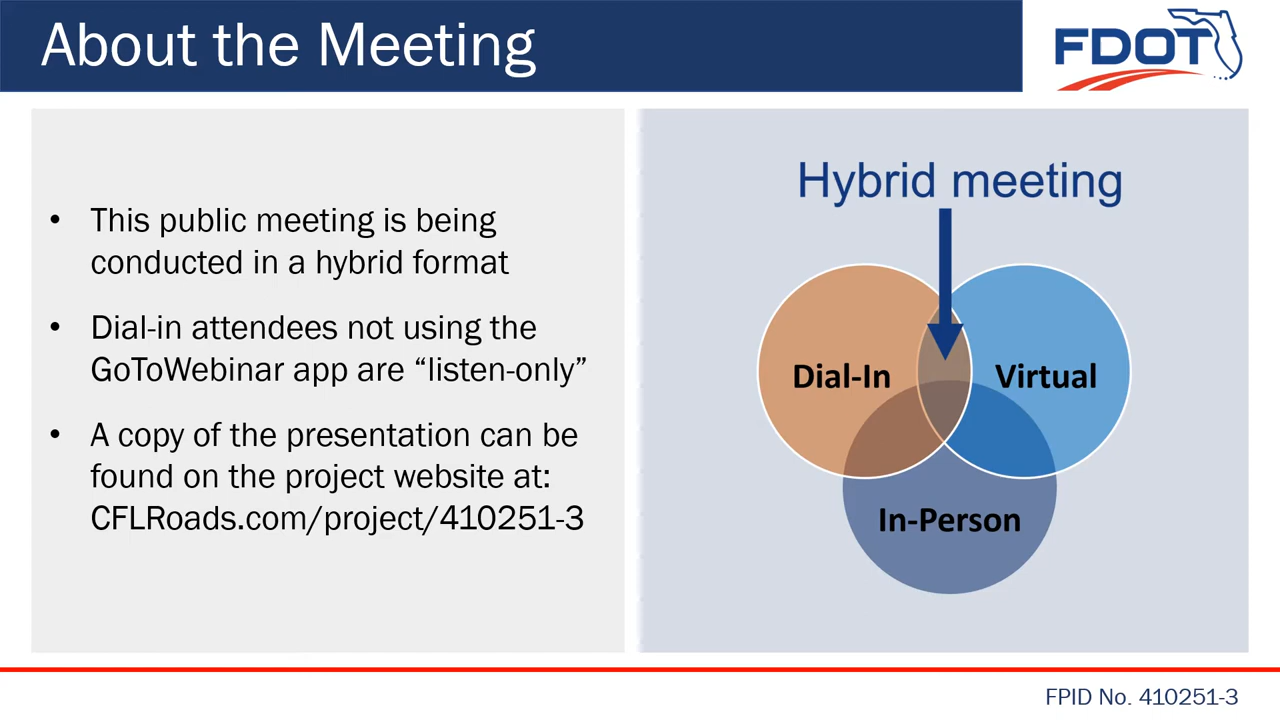 About the Meeting
FDOT
• This public meeting is being
conducted in a hybrid format
• Dial-in attendees not using the
GoToWebinar app are “listen-only”
• A copy of the presentation can be
found on the project website at:
CFLRoads.com/project/410251-3
Hybrid meeting
Dial-In
Virtual
In-Person
FPID No. 410251-3